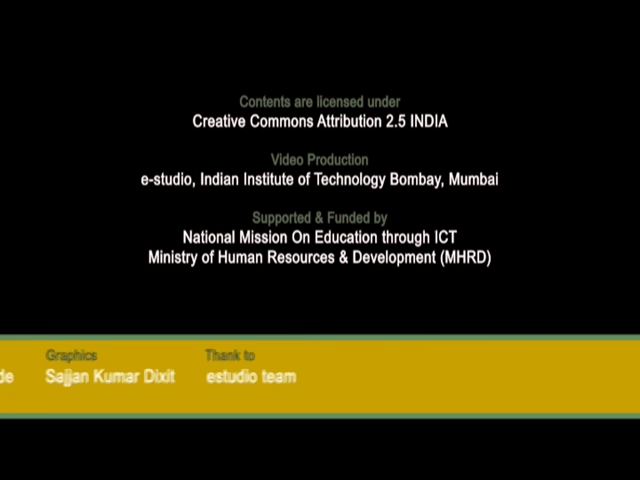 Contents are licensed under
Creative Commons Attribution 2.5 INDIA
Video Production
e-studio, Indian Institute of Technology Bombay, Mumbai
Supported & Funded by
National Mission On Education through ICT
Ministry of Human Resources & Development (MHRD)
Graphics
Thank to
Sajjan Kumar Dixit
estudio team